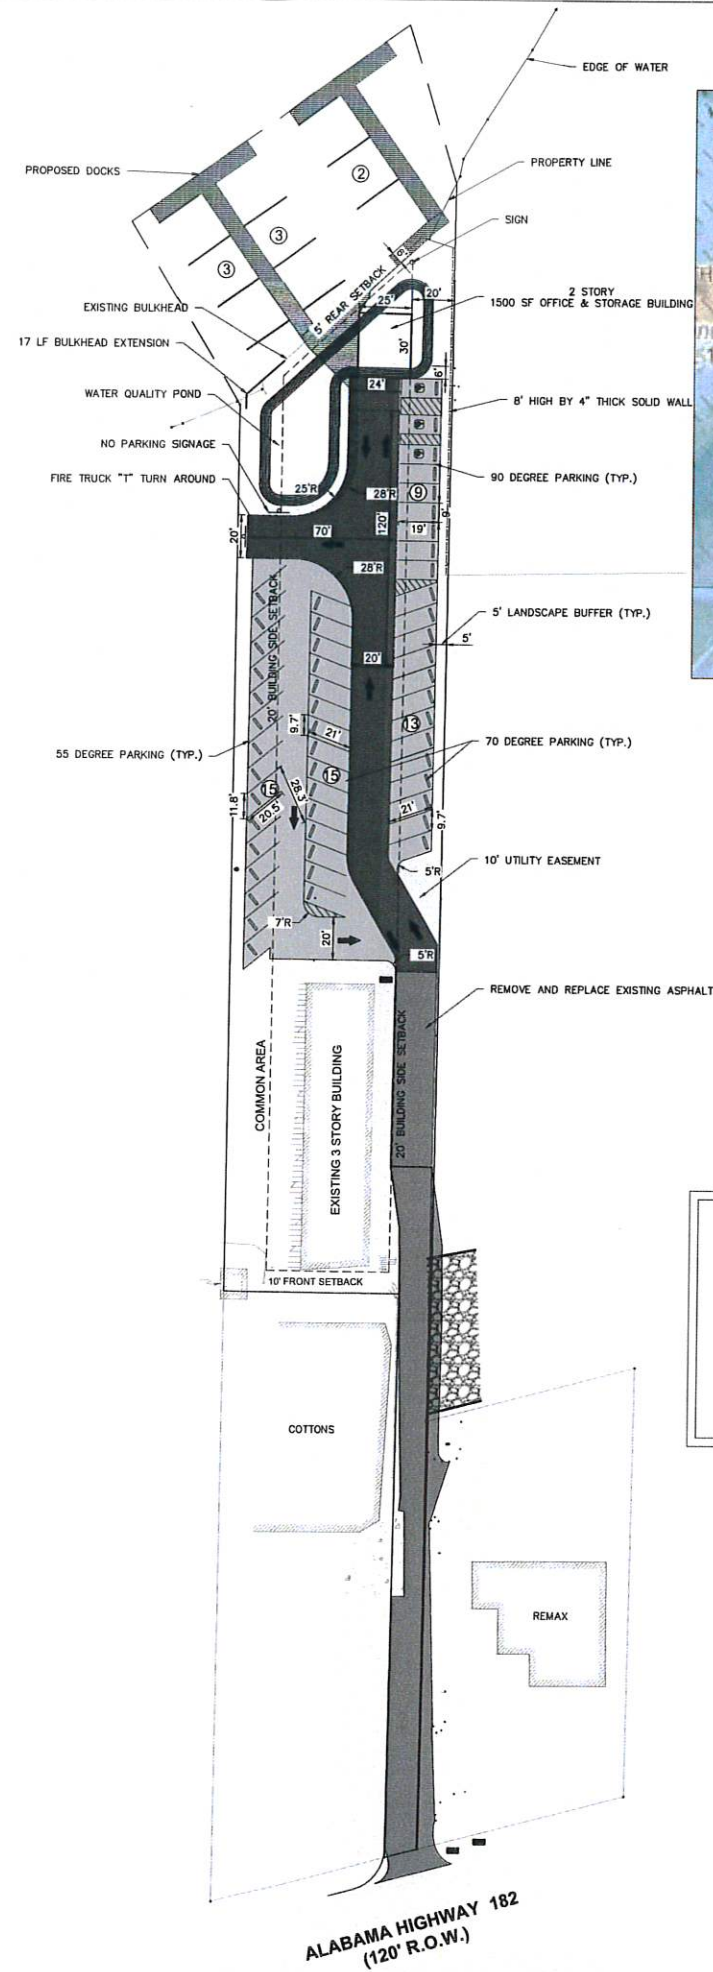 EDGE OF WATER
PROPOSED DOCKS
PROPERTY LINE
2
SIGN
3
3
6'
5' REAR SETBACK
EXISTING BULKHEAD
25'
20'
2 STORY
1500 SF OFFICE & STORAGE BUILDING
17 LF BULKHEAD EXTENSION
30'
6'
24'
WATER QUALITY POND
8' HIGH BY 4" THICK SOLID WALL
NO PARKING SIGNAGE
FIRE TRUCK "T" TURN AROUND
90 DEGREE PARKING (TYP.)
25'R
28'R
9
9'
120'
19'
70'
20'
28'R
20' BUILDING SIDE SETBACK
5' LANDSCAPE BUFFER (TYP.)
5'
20'
9.7'
21'
13
70 DEGREE PARKING (TYP.)
55 DEGREE PARKING (TYP.)
15
15
28.3'
11.8'
20.5'
21'
9.7'
10' UTILITY EASEMENT
5'R
7'R
20'
5'R
REMOVE AND REPLACE EXISTING ASPHALT
20' BUILDING SIDE SETBACK
COMMON AREA
EXISTING 3 STORY BUILDING
10' FRONT SETBACK
COTTONS
REMAX
ALABAMA HIGHWAY 182
(120' R.O.W.)